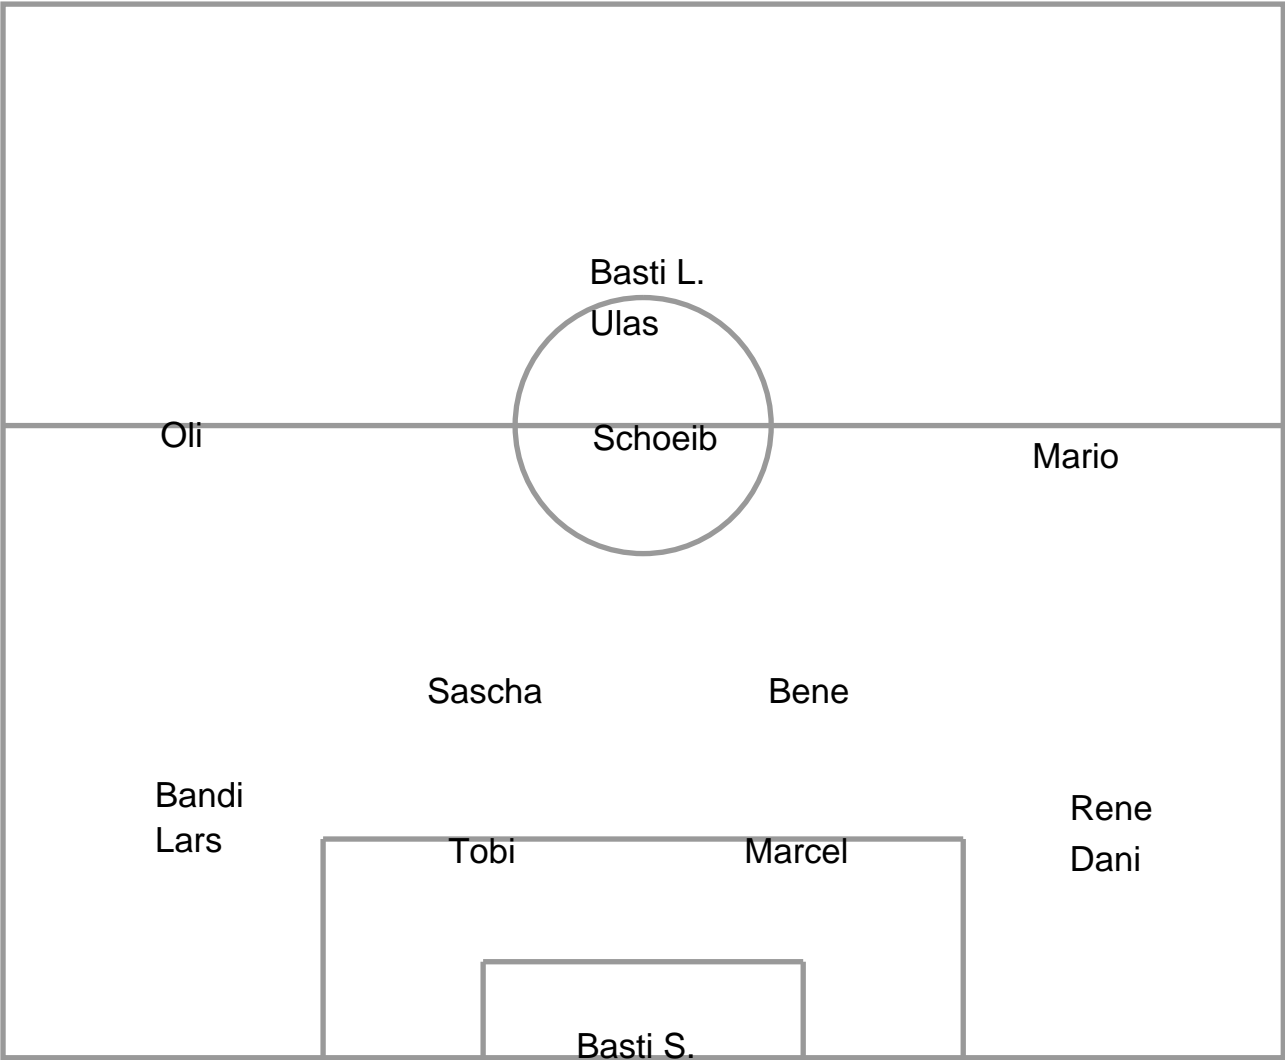 Basti L.
Ulas
Oli
Schoeib
Mario
Sascha
Bene
Bandi
Lars
Rene
Dani
Tobi
Marcel
Basti S.